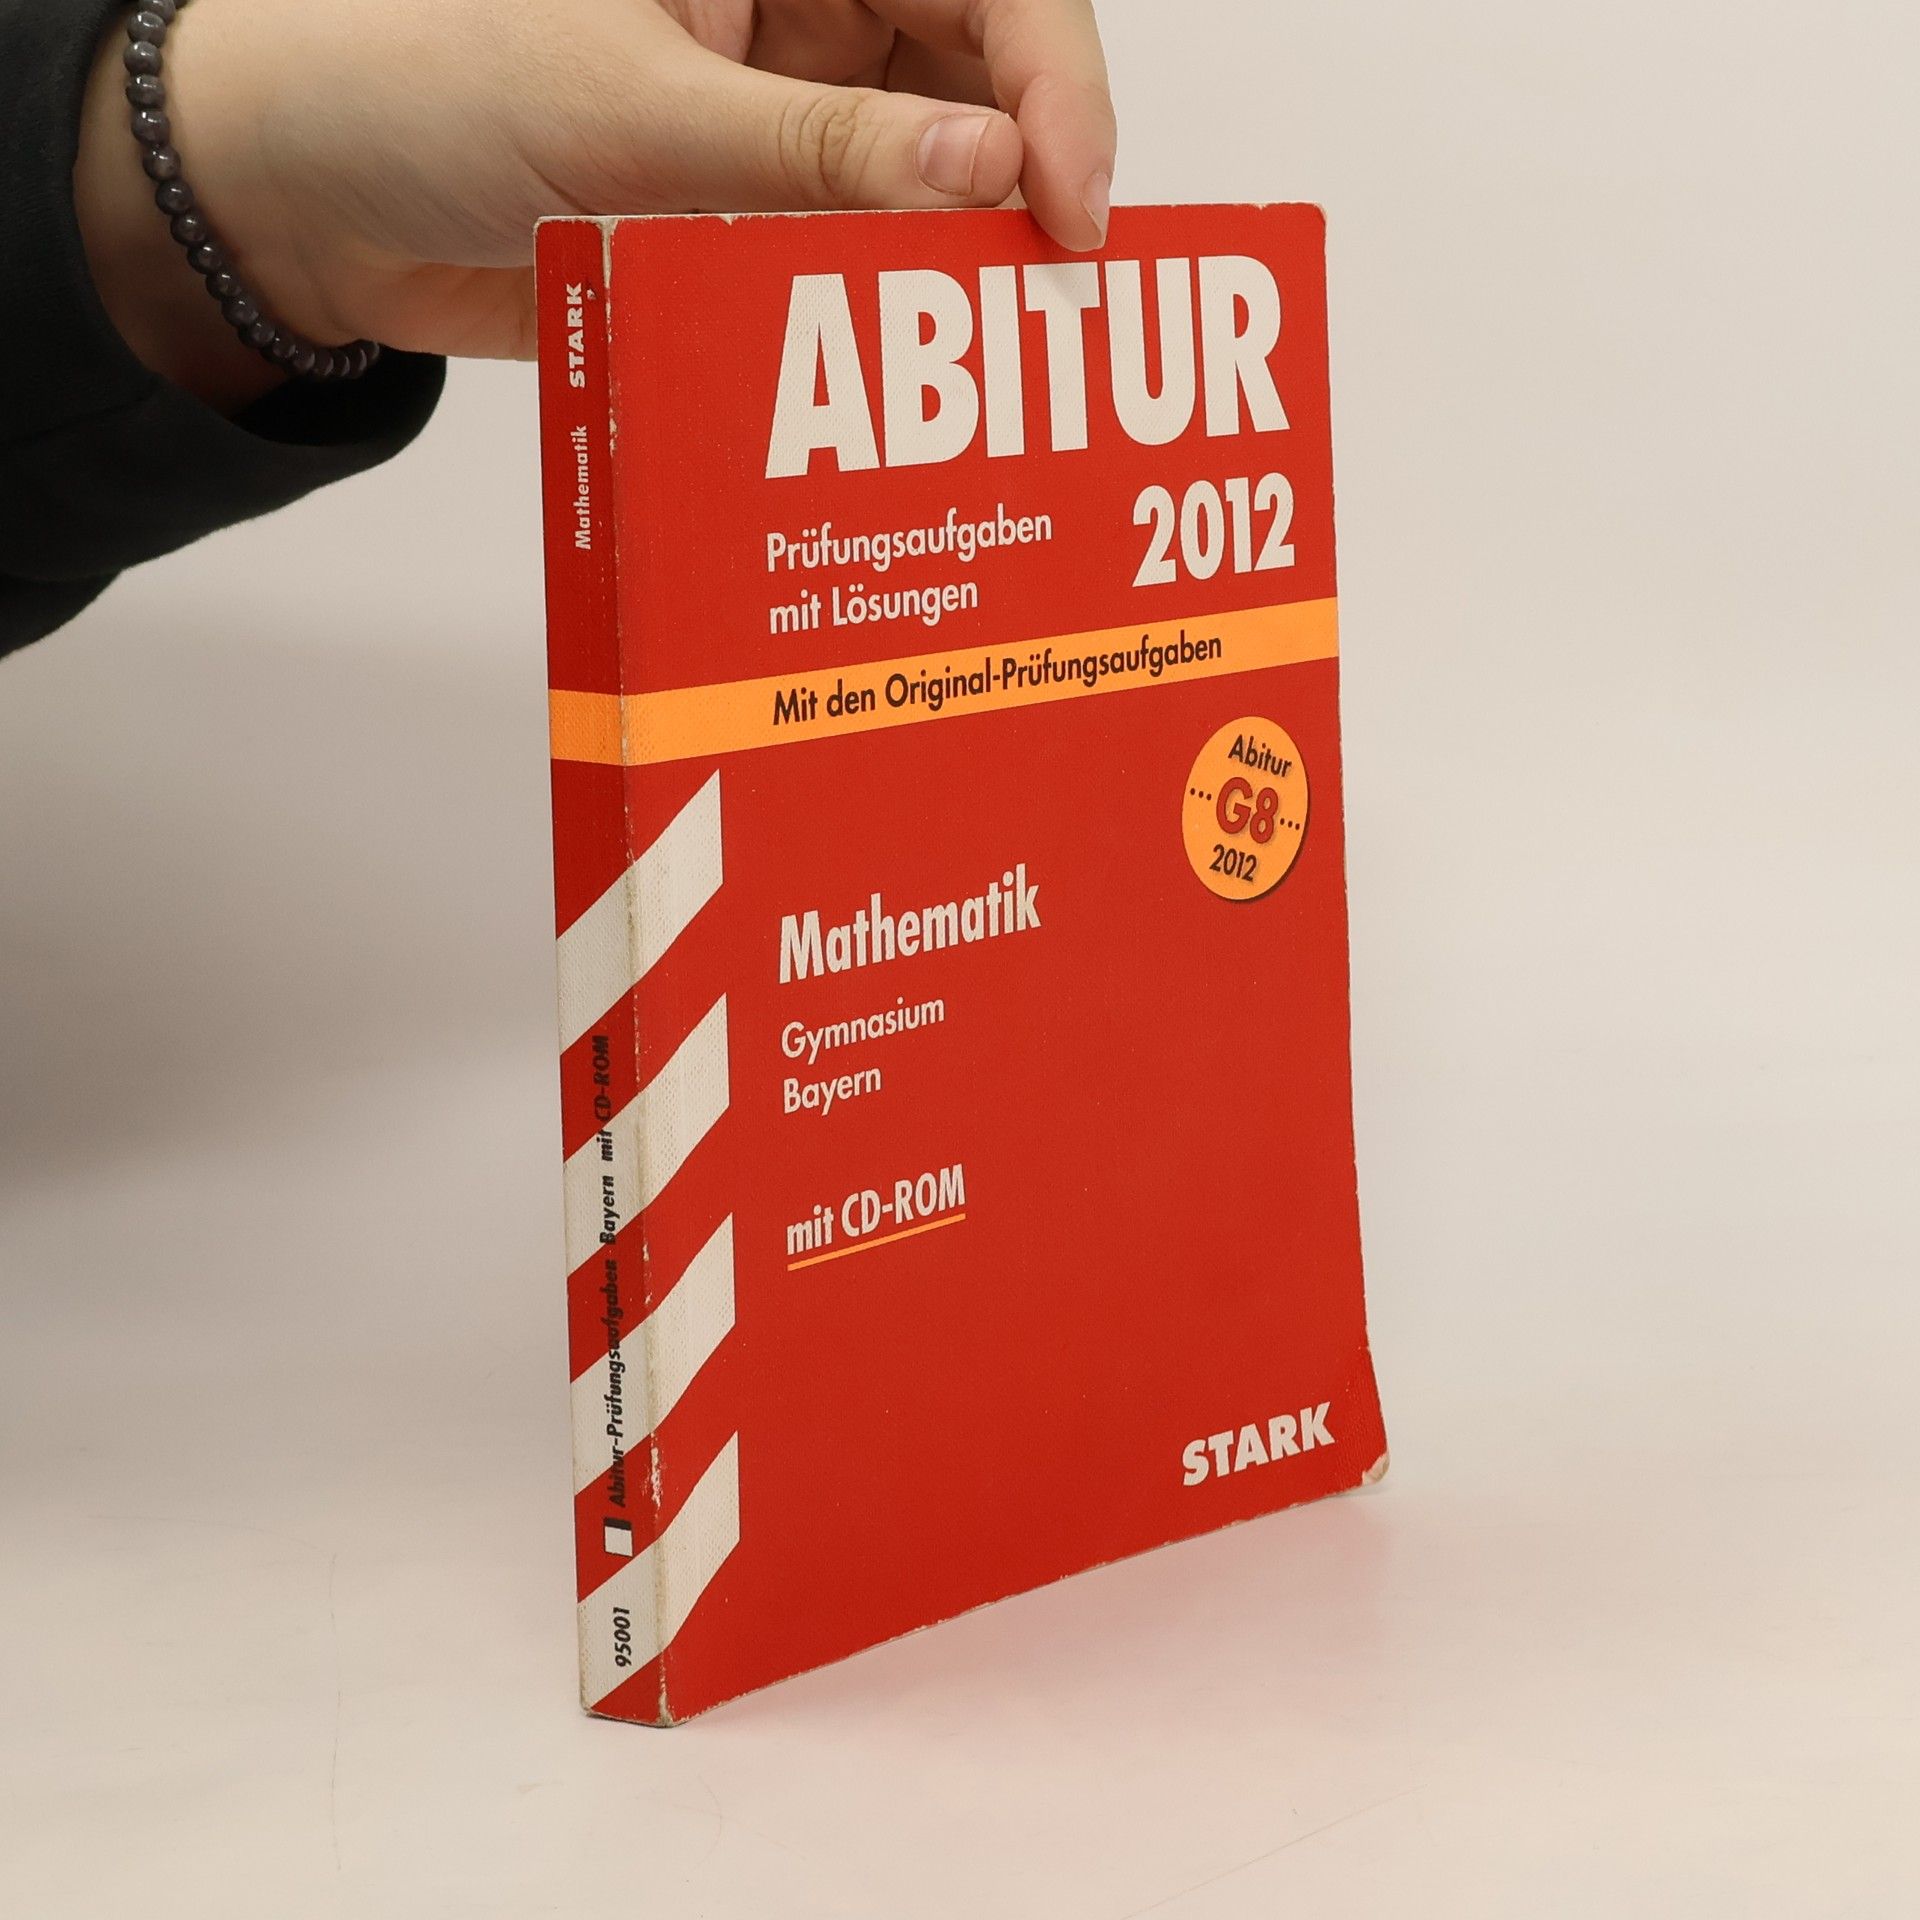 ABITUR
2012
Prüfungsaufgaben
mit Lösungen
Mit den Original-Prüfungsaufgaben
Abitur
G8
2012
Mathematik
Gymnasium
Bayern
mit CD-ROM
STARK
Mathematik STARK
95001 Abitur-Prüfungsaufgaben Bayern mit CD-ROM